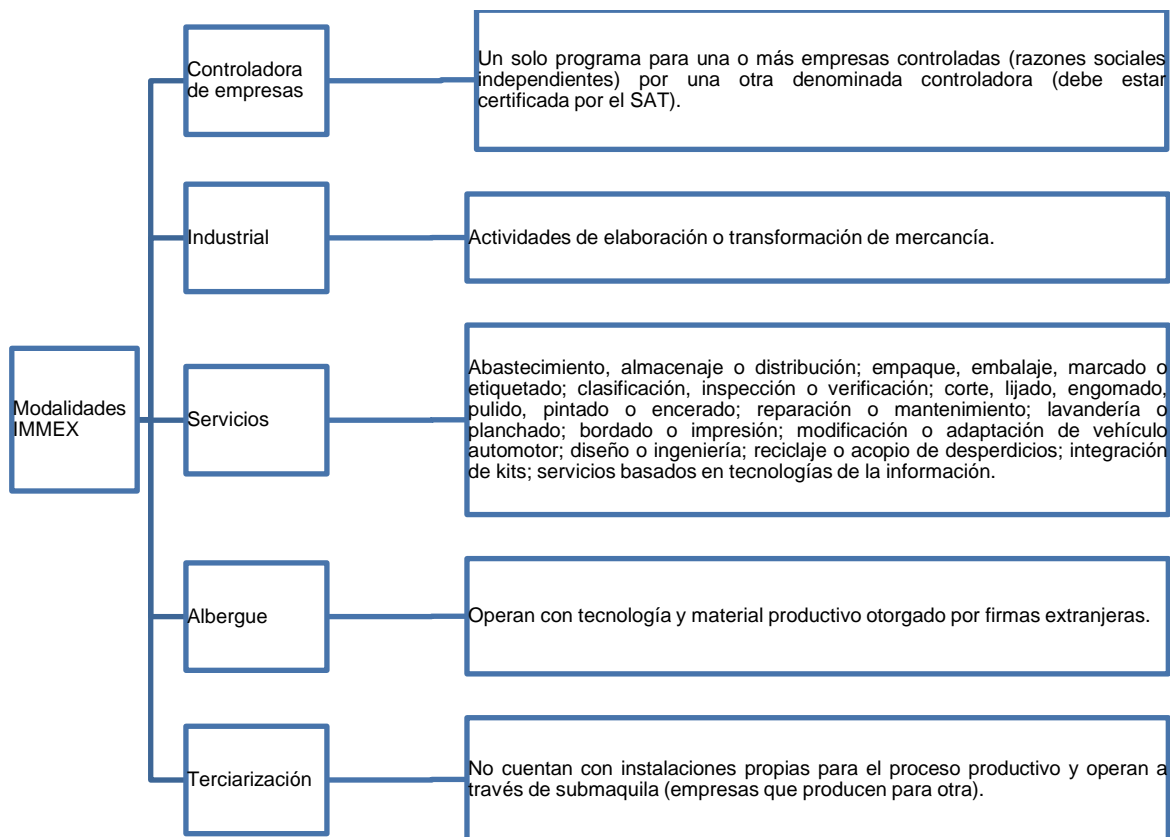 Modalidades
IMMEX
Controladora
de empresas
Un solo programa para una o más empresas controladas (razones sociales
independientes) por una otra denominada controladora (debe estar
certificada por el SAT).
Industrial
Actividades de elaboración o transformación de mercancía.
Servicios
Abastecimiento, almacenaje o distribución; empaque, embalaje, marcado o
etiquetado; clasificación, inspección o verificación; corte, lijado, engomado,
pulido, pintado o encerado; reparación o mantenimiento; lavandería o
planchado; bordado o impresión; modificación o adaptación de vehículo
automotor; diseño o ingeniería; reciclaje o acopio de desperdicios; integración
de kits; servicios basados en tecnologías de la información.
Albergue
Operan con tecnología y material productivo otorgado por firmas extranjeras.
Terciarización
No cuentan con instalaciones propias para el proceso productivo y operan a
través de submaquila (empresas que producen para otra).